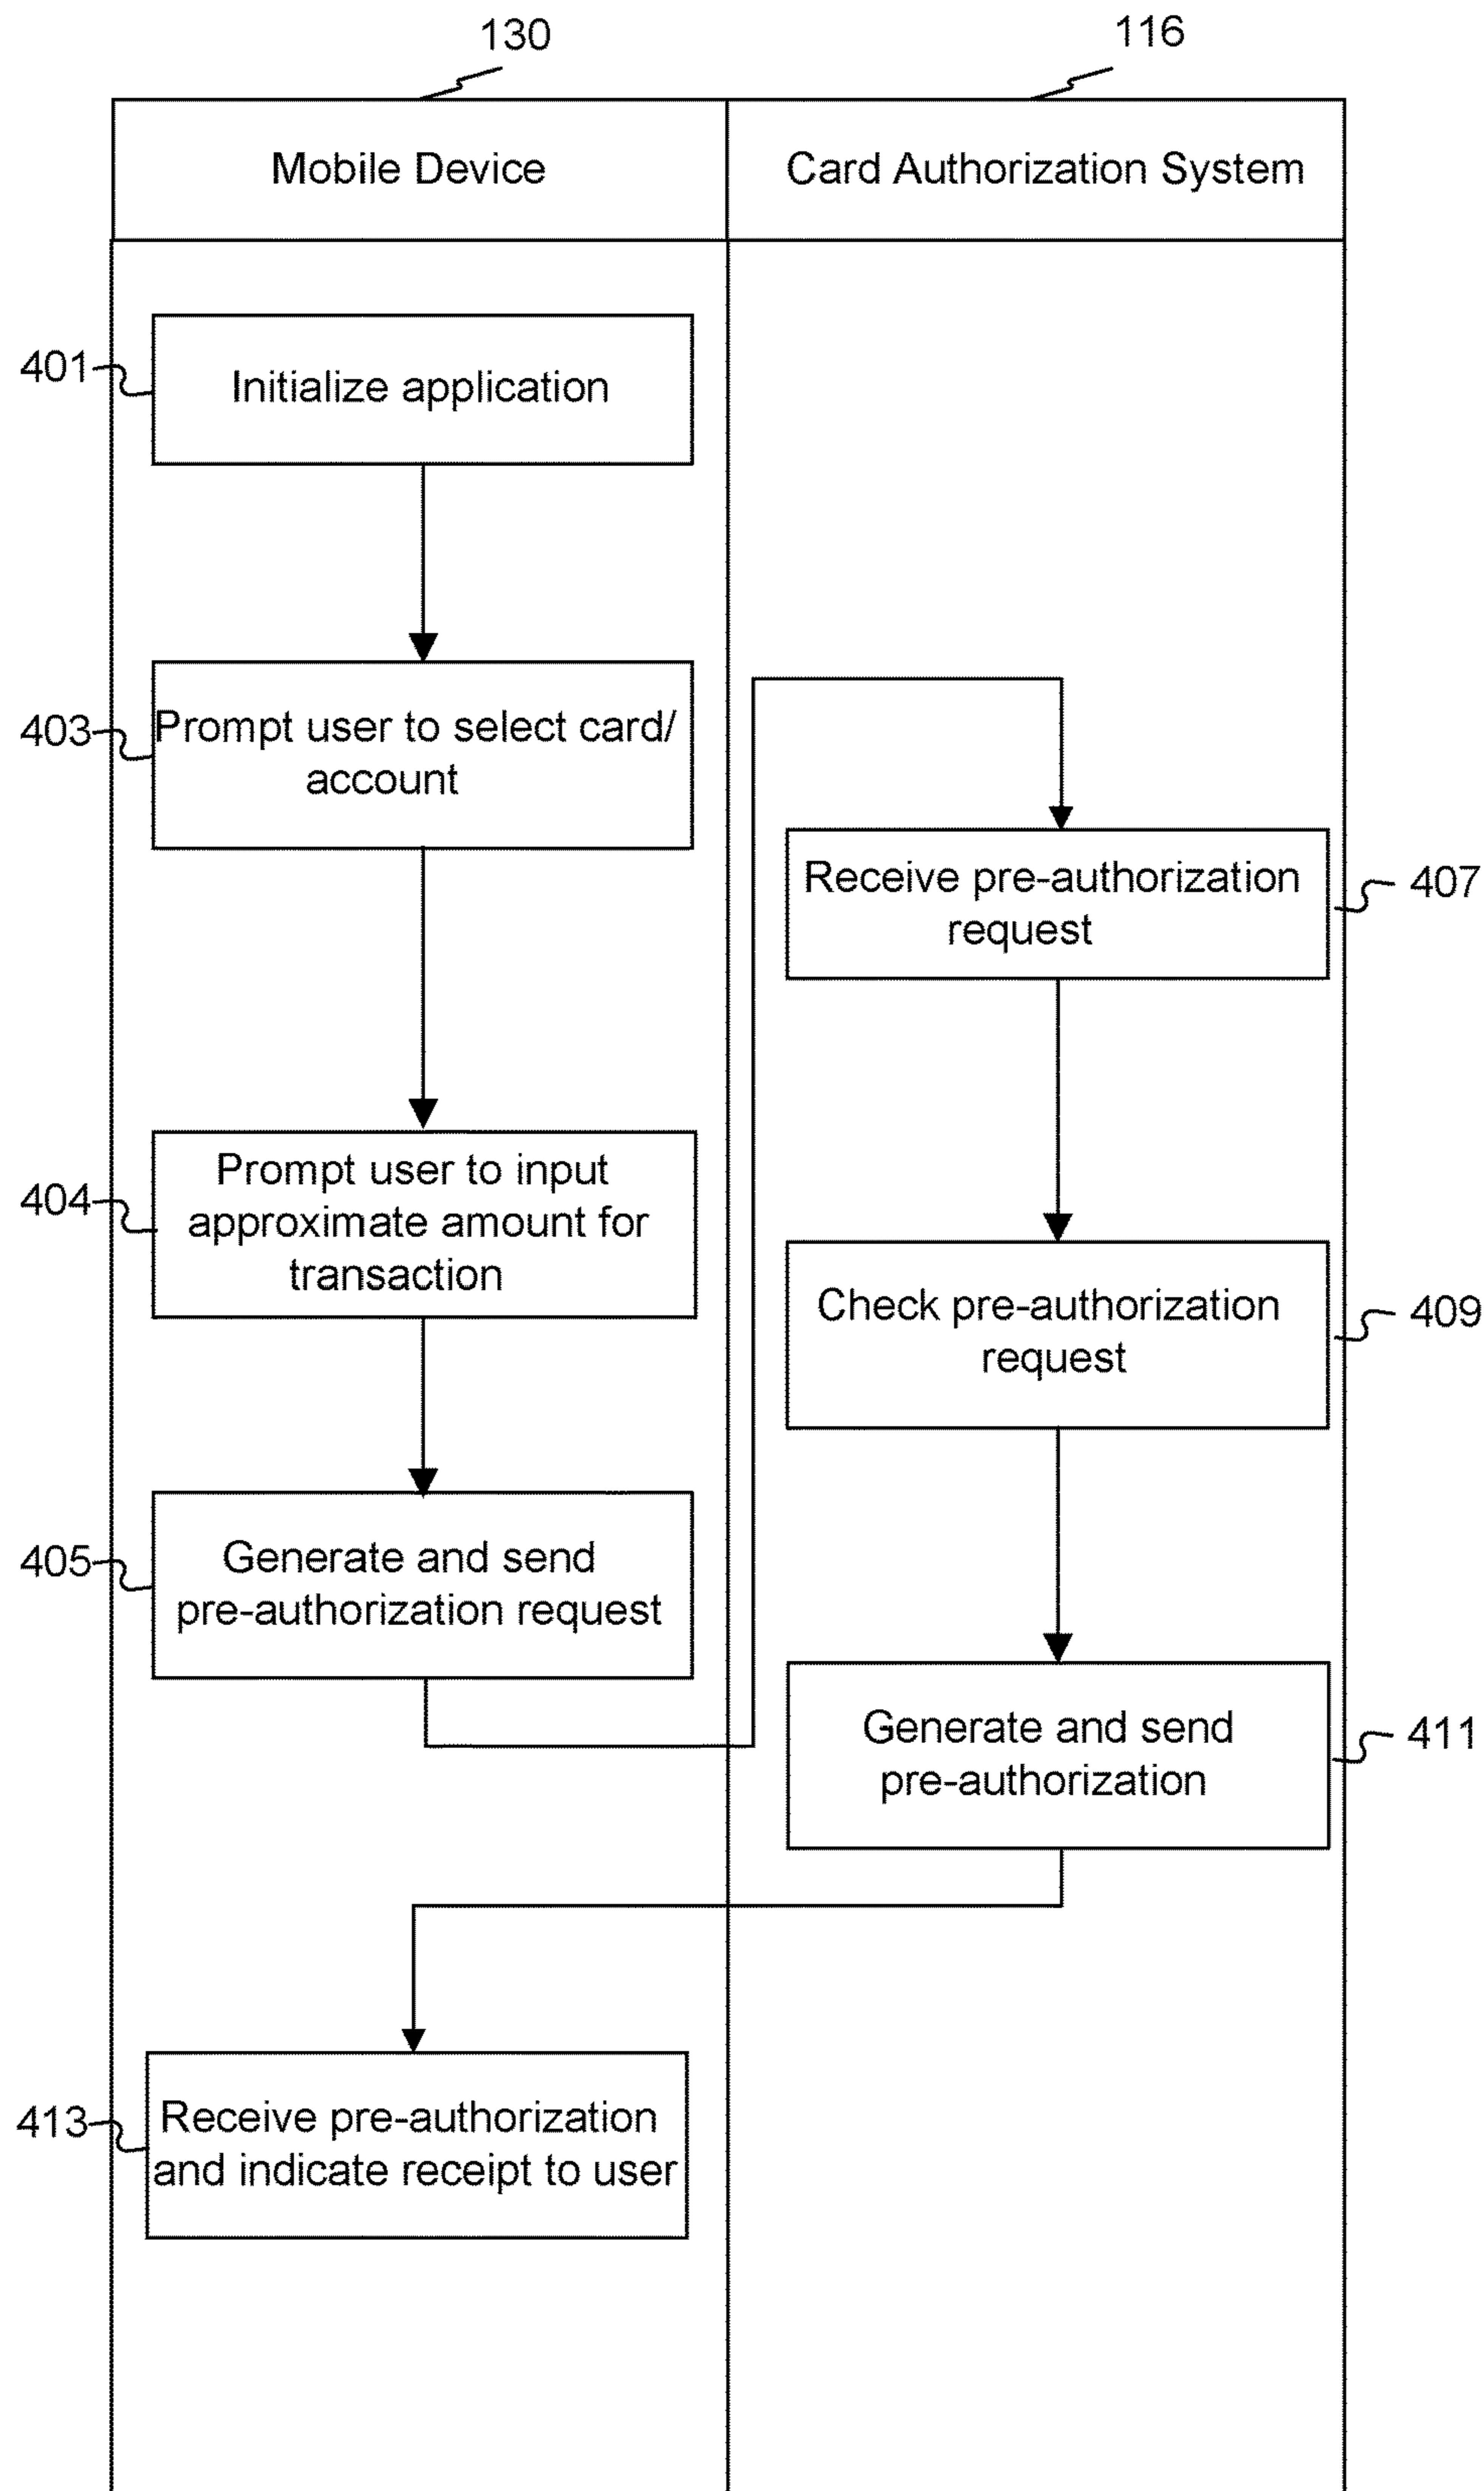 130
116
Mobile Device
Card Authorization System
401
Initialize application
403
Prompt user to select card/
account
Receive pre-authorization
request
407
404
Prompt user to input
approximate amount for
transaction
Check pre-authorization
request
409
405
Generate and send
pre-authorization request
Generate and send
pre-authorization
411
413
Receive pre-authorization
and indicate receipt to user